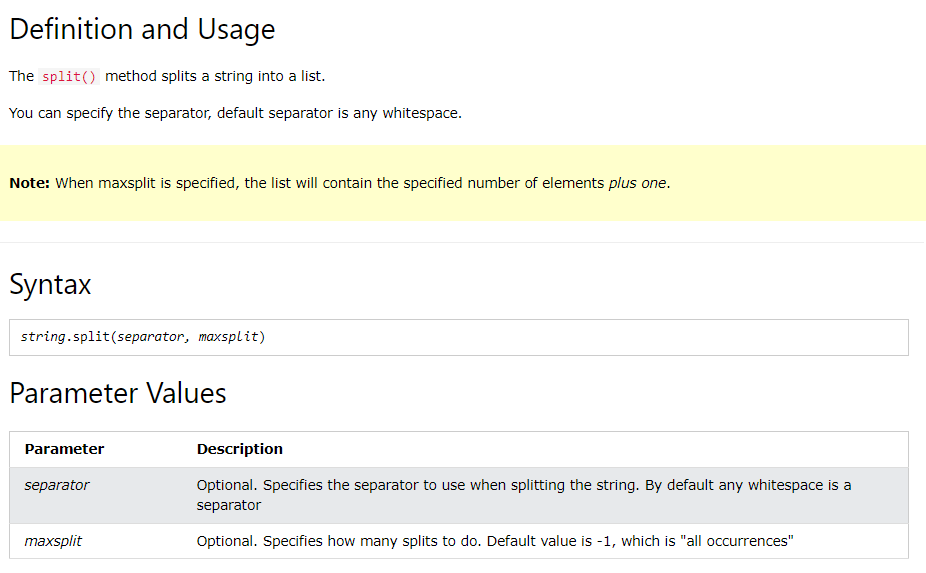 Definition and Usage
The split() method splits a string into a list.
You can specify the separator, default separator is any whitespace.
Note: When maxsplit is specified, the list will contain the specified number of elements plus one.
Syntax
string.split(separator, maxsplit)
Parameter Values
Parameter Description
separator Optional. Specifies the separator to use when splitting the string. By default any whitespace is a
separator
maxsplit Optional. Specifies how many splits to do. Default value is -1, which is "all occurrences"